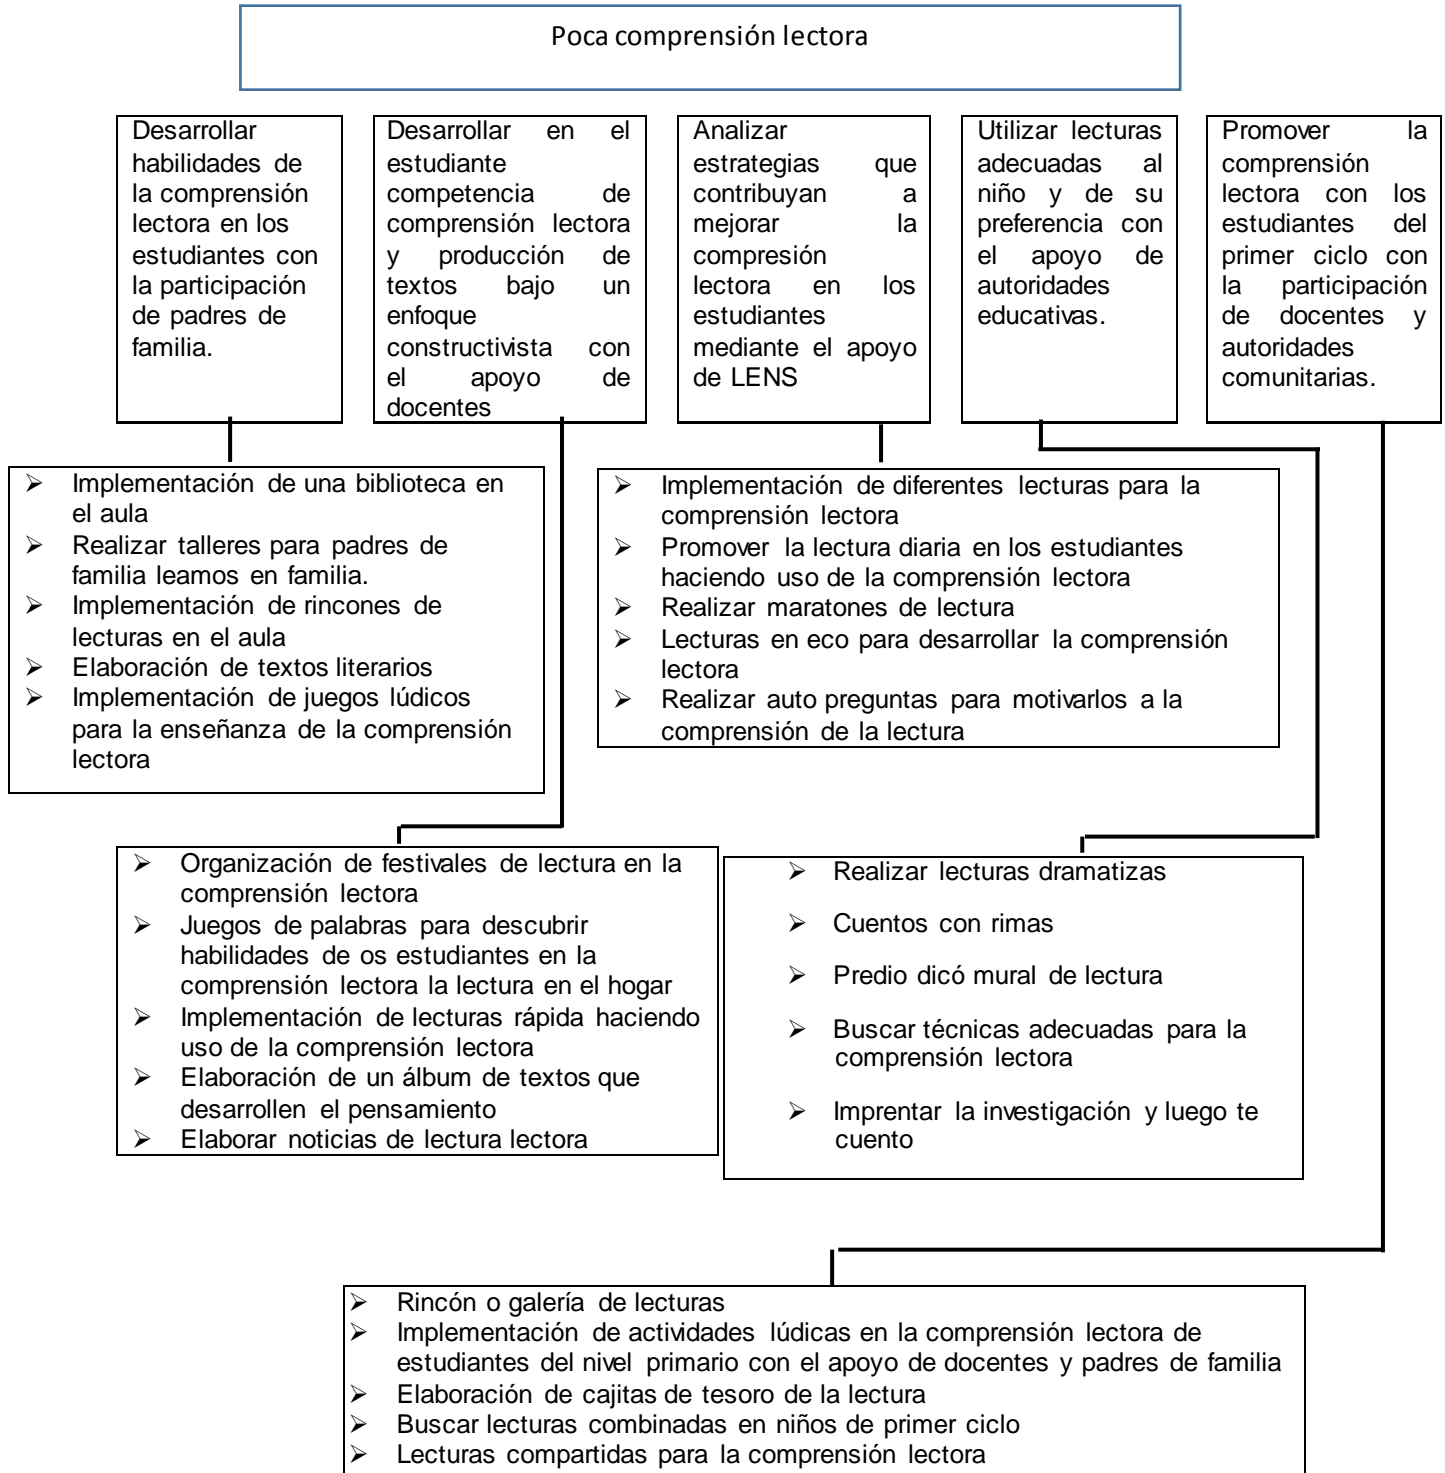 Poca comprensión lectora
Desarrollar
habilidades de
la comprensión
lectora en los
estudiantes con
la participación
de padres de
familia.
Desarrollar en el
estudiante
competencia de
comprensión lectora
y producción de
textos bajo un
enfoque
constructivista con
el apoyo de
docentes
Analizar
estrategias que
contribuyan a
mejorar la
compresión
lectora en los
estudiantes
mediante el apoyo
de LENS
Utilizar lecturas
adecuadas al
niño y de su
preferencia con
el apoyo de
autoridades
educativas.
Promover la
comprensión
lectora con los
estudiantes del
primer ciclo con
la participación
de docentes y
autoridades
comunitarias.
➢ Implementación de una biblioteca en
el aula
➢ Realizar talleres para padres de
familia leamos en familia.
➢ Implementación de rincones de
lecturas en el aula
➢ Elaboración de textos literarios
➢ Implementación de juegos lúdicos
para la enseñanza de la comprensión
lectora
➢ Implementación de diferentes lecturas para la
comprensión lectora
➢ Promover la lectura diaria en los estudiantes
haciendo uso de la comprensión lectora
➢ Realizar maratones de lectura
➢ Lecturas en eco para desarrollar la comprensión
lectora
➢ Realizar auto preguntas para motivarlos a la
comprensión de la lectura
➢ Organización de festivales de lectura en la
comprensión lectora
➢ Juegos de palabras para descubrir
habilidades de os estudiantes en la
comprensión lectora la lectura en el hogar
➢ Implementación de lecturas rápida haciendo
uso de la comprensión lectora
➢ Elaboración de un álbum de textos que
desarrollen el pensamiento
➢ Elaborar noticias de lectura lectora
➢ Realizar lecturas dramatizas
➢ Cuentos con rimas
➢ Predio dicó mural de lectura
➢ Buscar técnicas adecuadas para la
comprensión lectora
➢ Imprentar la investigación y luego te
cuento
➢ Rincón o galería de lecturas
➢ Implementación de actividades lúdicas en la comprensión lectora de
estudiantes del nivel primario con el apoyo de docentes y padres de familia
➢ Elaboración de cajitas de tesoro de la lectura
➢ Buscar lecturas combinadas en niños de primer ciclo
➢ Lecturas compartidas para la comprensión lectora